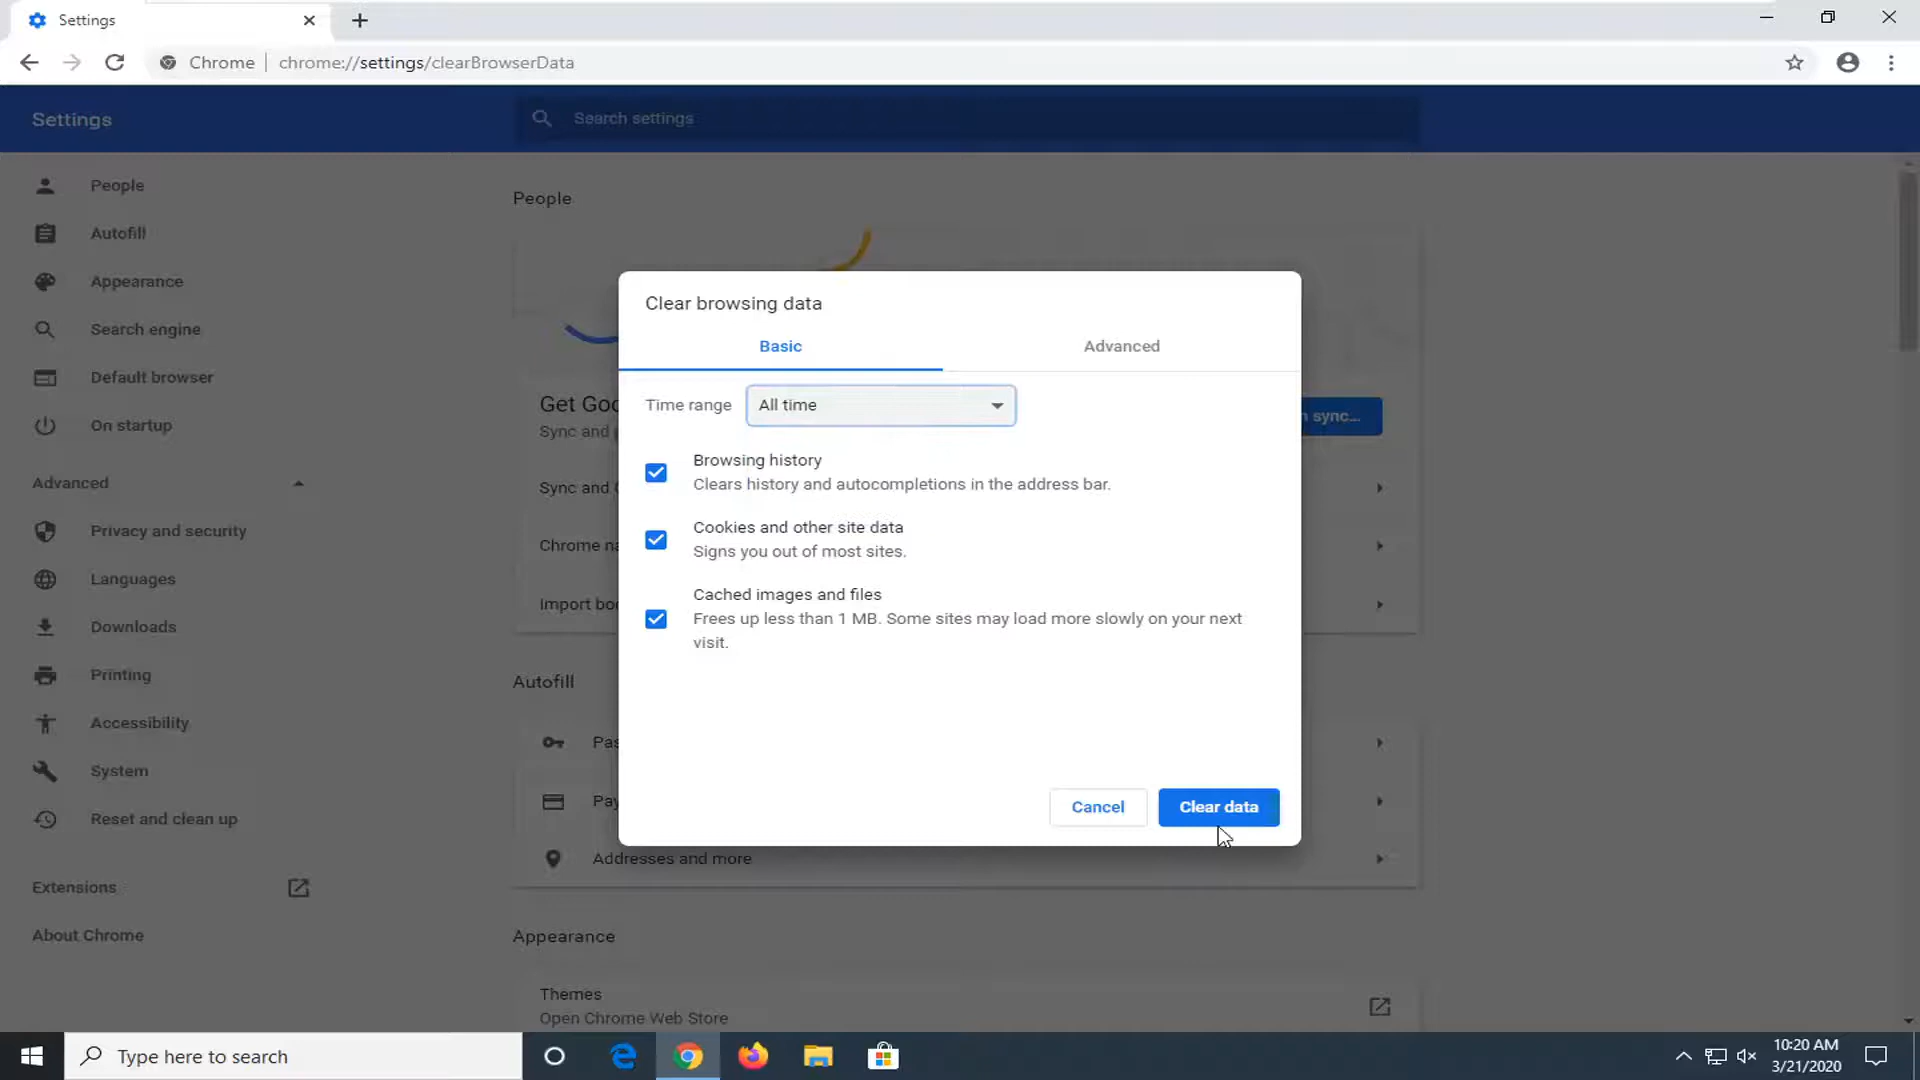 Settings
Chrome
chrome://settings/clearBrowserData
Settings
Search settings
People
Autofill
Appearance
Search engine
Default browser
On startup
Advanced
Privacy and security
Languages
Downloads
Printing
Accessibility
System
Reset and clean up
Extensions
About Chrome
People
Get Goo
Sync and
sync...
Sync and
Chrome na
Import boo
Autofill
Pas
Pay
Addresses and more
Appearance
Themes
Open Chrome Web Store
Clear browsing data
Basic
Advanced
Time range
All time
Browsing history
Clears history and autocompletions in the address bar.
Cookies and other site data
Signs you out of most sites.
Cached images and files
Frees up less than 1 MB. Some sites may load more slowly on your next
visit.
Cancel
Clear data
Type here to search
10:20 AM
3/21/2020